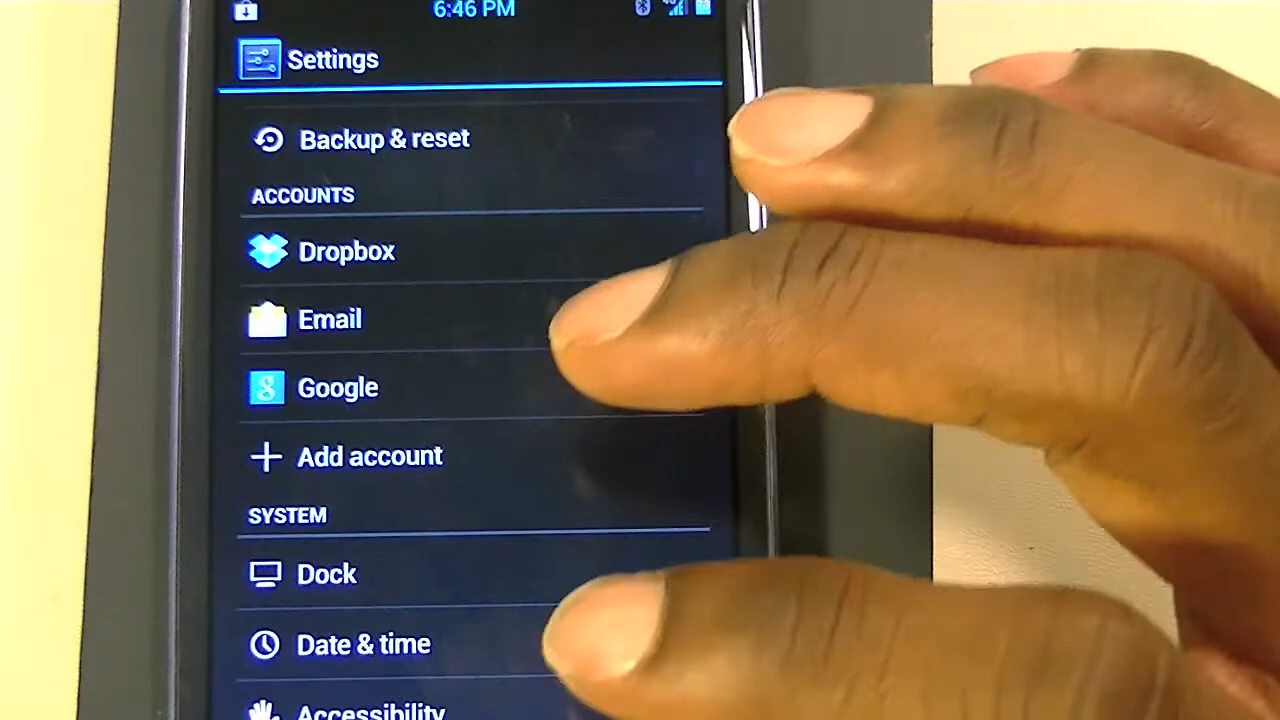 6:46 PM
Settings
Backup & reset
ACCOUNTS
Dropbox
Email
Google
Add account
SYSTEM
Dock
Date & time
Accessibility